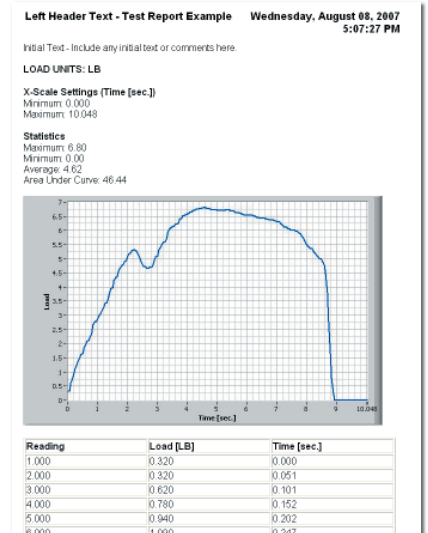 Left Header Text - Test Report Example Wednesday, August 08, 2007
5:07:27 PM
Initial Text - Include any initial text or comments here.
LOAD UNITS: LB
X-Scale Settings (Time [sec.])
Minimum: 0.000
Maximum: 10.048
Statistics
Maximum: 6.80
Minimum: 0.00
Average: 4.62
Area Under Curve: 46.44
7-
6.5-
6-
5.5-
5-
4.5-
4-
3.5-
3-
2.5-
2-
1.5-
1-
0.5-
0-
Load
0 1 2 3 4 5 6 7 8 9 10.048
Time [sec.]
Reading Load [LB] Time [sec.]
1.000 0.320 0.000
2.000 0.320 0.051
3.000 0.620 0.101
4.000 0.780 0.152
5.000 0.940 0.202
6.000 1.090 0.247